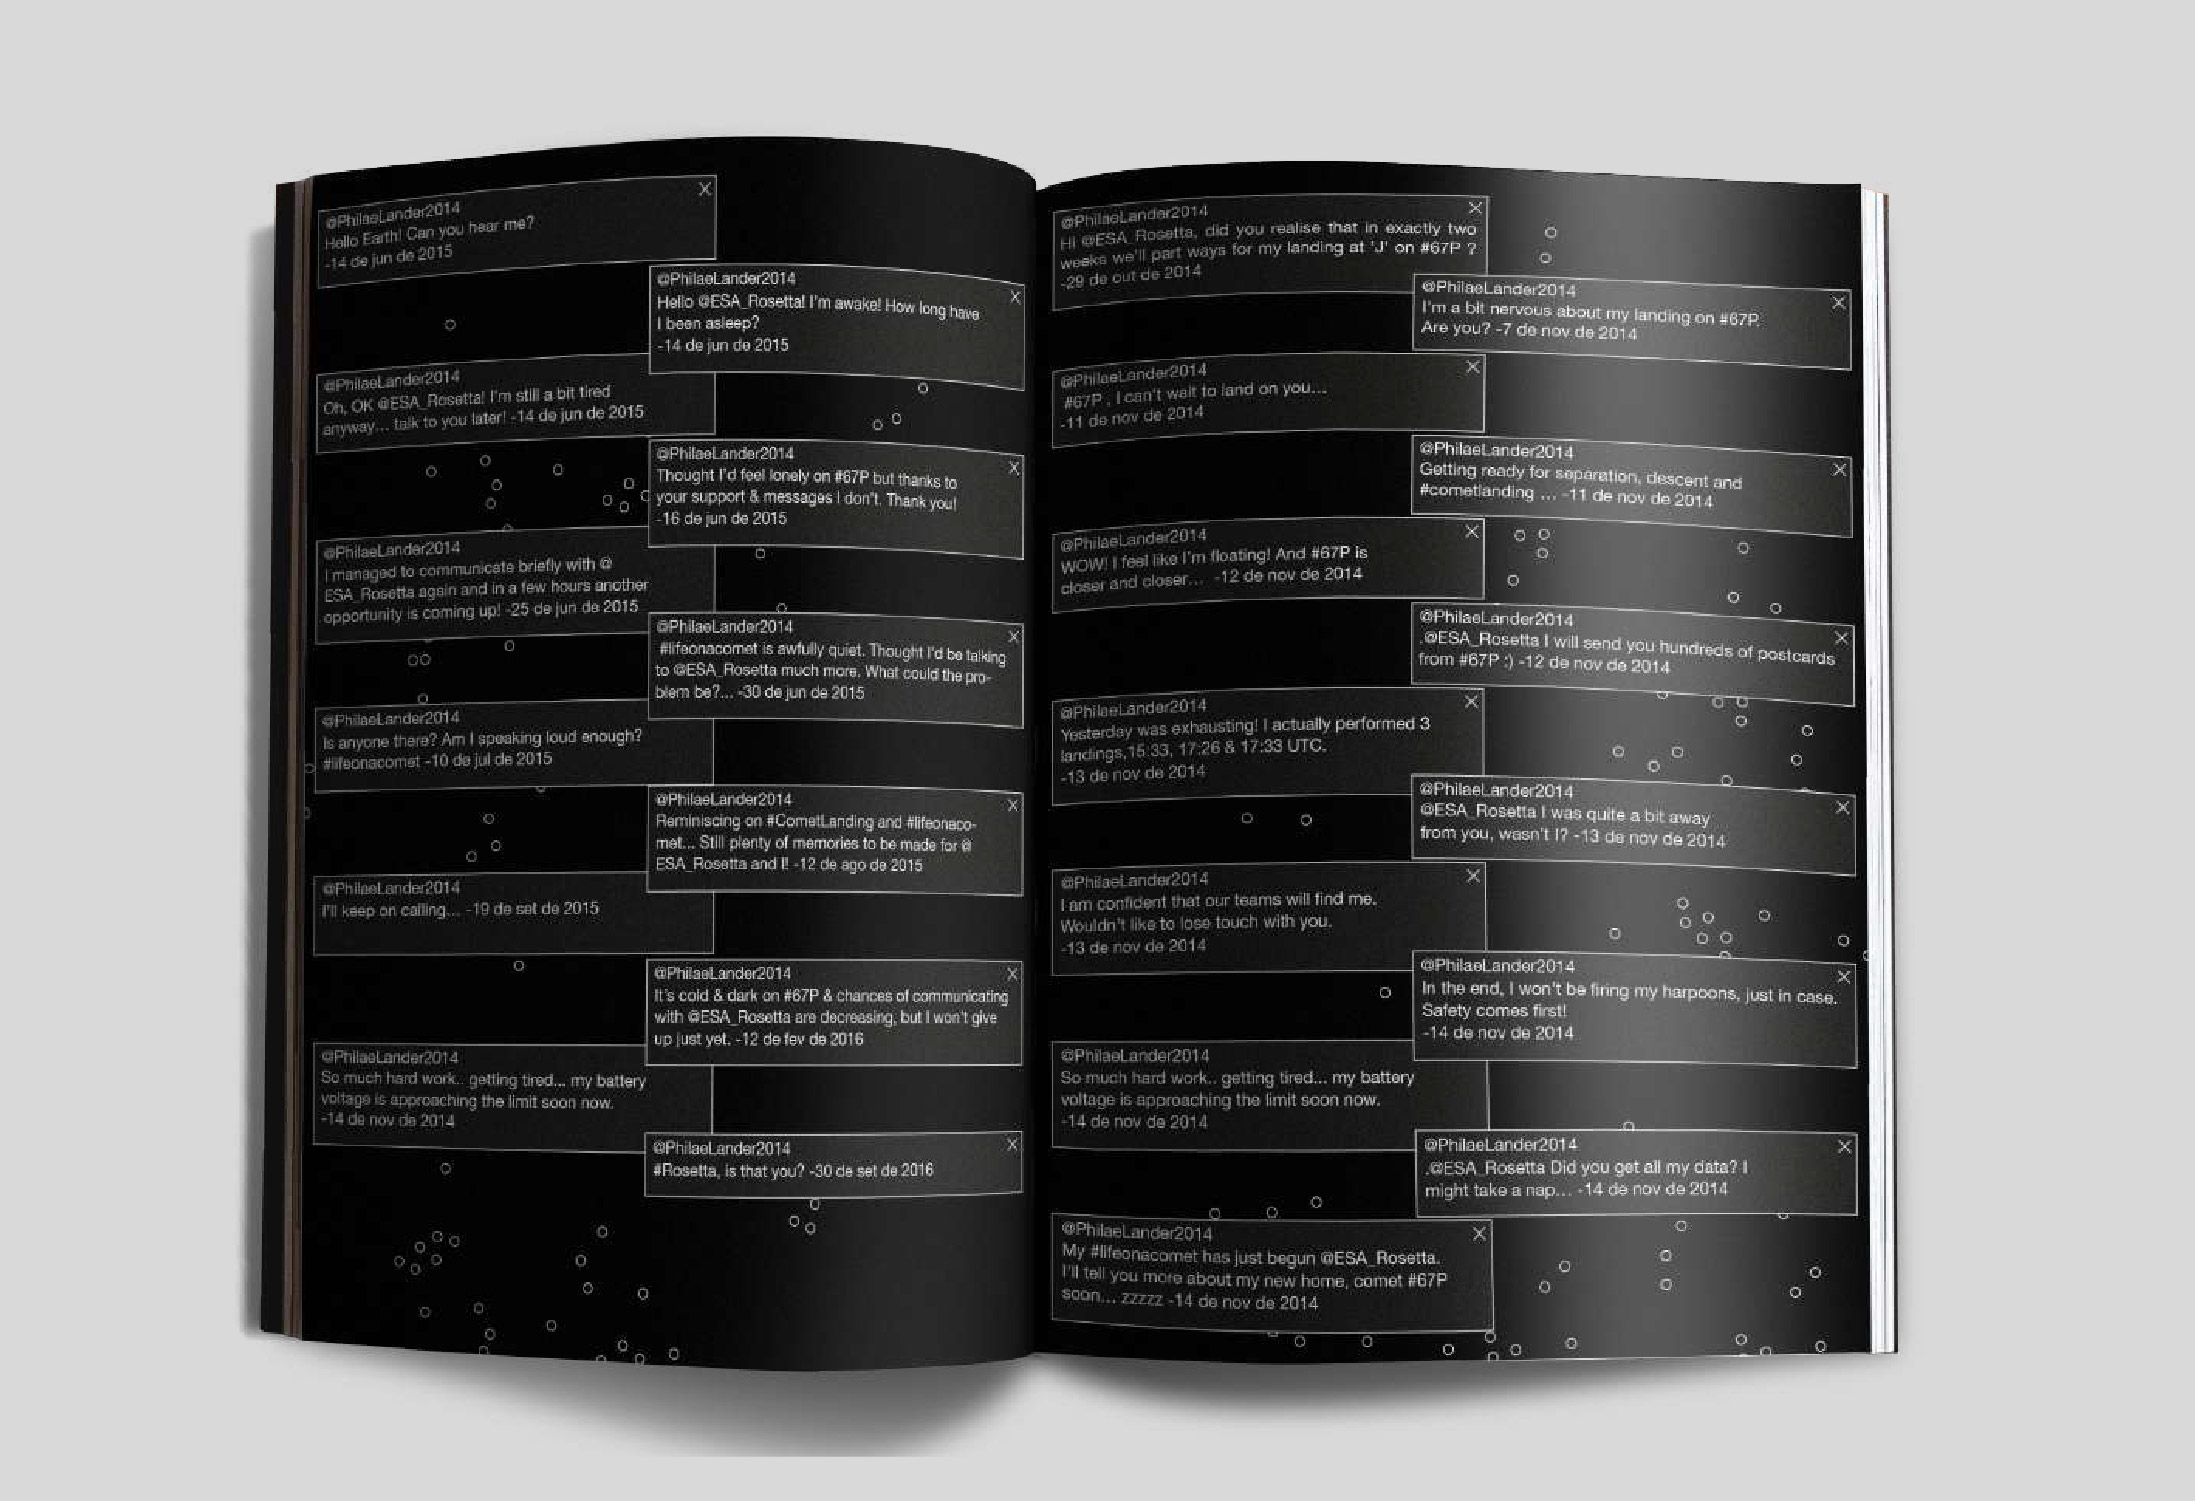 @PhilaeLander2014
Hello Earth! Can you hear me?
-14 de jun de 2015
@PhilaeLander2014
Hello @ESA_Rosetta! I'm awake! How long have
I been asleep?
-14 de jun de 2015
@PhilaeLander2014
Oh, OK @ESA_Rosetta! I'm still a bit tired
anyway... talk to you later! -14 de jun de 2015
@PhilaeLander2014
Thought I'd feel lonely on #67P but thanks to
your support & messages I don't. Thank you!
-16 de jun de 2015
@PhilaeLander2014
I managed to communicate briefly with @
ESA_Rosetta again and in a few hours another
opportunity is coming up! -25 de jun de 2015
@PhilaeLander2014
#lifeonacomet is awfully quiet. Thought I'd be talking
to @ESA_Rosetta much more. What could the pro-
blem be?... -30 de jun de 2015
@PhilaeLander2014
Is anyone there? Am I speaking loud enough?
#lifeonacomet -10 de jul de 2015
@PhilaeLander2014
Reminiscing on #CometLanding and #lifeonaco-
met... Still plenty of memories to be made for @
ESA_Rosetta and I! -12 de ago de 2015
@PhilaeLander2014
I'll keep on calling... -19 de set de 2015
@PhilaeLander2014
It's cold & dark on #67P & chances of communicating
with @ESA_Rosetta are decreasing, but I won't give
up just yet. -12 de fev de 2016
@PhilaeLander2014
So much hard work.. getting tired... my battery
voltage is approaching the limit soon now.
-14 de nov de 2014
@PhilaeLander2014
#Rosetta, is that you? -30 de set de 2016
@PhilaeLander2014
Hi @ESA_Rosetta, did you realise that in exactly two
weeks we'll part ways for my landing at 'J' on #67P ?
-29 de out de 2014
@PhilaeLander2014
I'm a bit nervous about my landing on #67P.
Are you? -7 de nov de 2014
@PhilaeLander2014
#67P , I can't wait to land on you...
-11 de nov de 2014
@PhilaeLander2014
Getting ready for separation, descent and
#cometlanding ... -11 de nov de 2014
@PhilaeLander2014
WOW! I feel like I'm floating! And #67P is
closer and closer... -12 de nov de 2014
@PhilaeLander2014
.@ESA_Rosetta I will send you hundreds of postcards
from #67P :) -12 de nov de 2014
@PhilaeLander2014
Yesterday was exhausting! I actually performed 3
landings,15:33, 17:26 & 17:33 UTC.
-13 de nov de 2014
@PhilaeLander2014
@ESA_Rosetta I was quite a bit away
from you, wasn't I? -13 de nov de 2014
@PhilaeLander2014
I am confident that our teams will find me.
Wouldn't like to lose touch with you.
-13 de nov de 2014
@PhilaeLander2014
In the end, I won't be firing my harpoons, just in case.
Safety comes first!
-14 de nov de 2014
@PhilaeLander2014
So much hard work.. getting tired... my battery
voltage is approaching the limit soon now.
-14 de nov de 2014
@PhilaeLander2014
.@ESA_Rosetta Did you get all my data? I
might take a nap... -14 de nov de 2014
@PhilaeLander2014
My #lifeonacomet has just begun @ESA_Rosetta.
I'll tell you more about my new home, comet #67P
soon... zzzzz -14 de nov de 2014